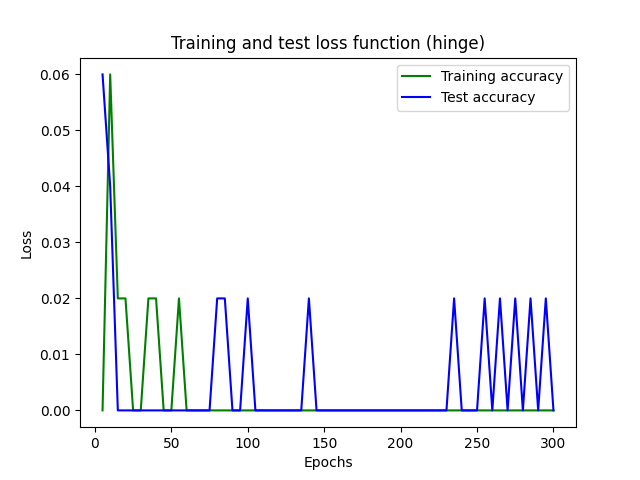 Training and test loss function (hinge)
Training accuracy
Test accuracy
0.06
0.05
0.04
0.03
0.02
0.01
0.00
Loss
0
50
100
150
200
250
300
Epochs